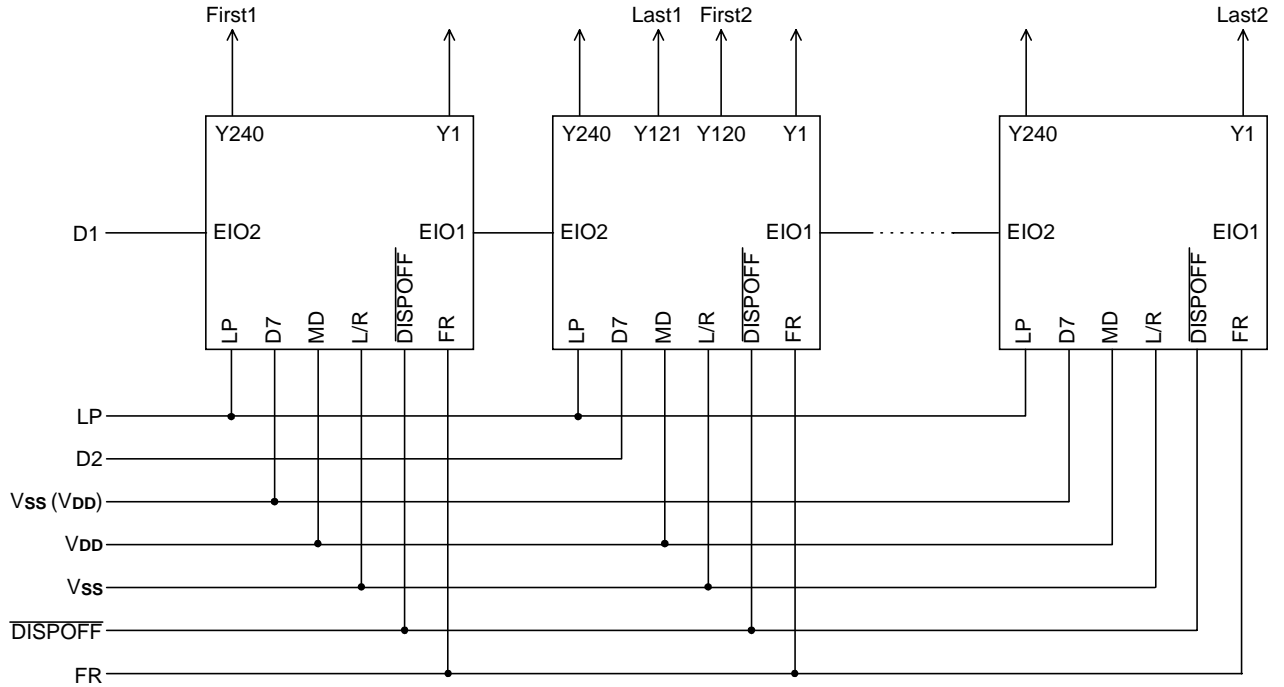 First1 Last1 First2 Last2
Y240 Y1 Y240 Y121 Y120 Y1 Y240 Y1
D1 EIO2 EIO1 EIO2 EIO1 EIO2 EIO1
LP D7 MD L/R DISPOFF FR LP D7 MD L/R DISPOFF FR LP D7 MD L/R DISPOFF FR
LP
D2
VSS (VDD)
VDD
VSS
DISPOFF
FR